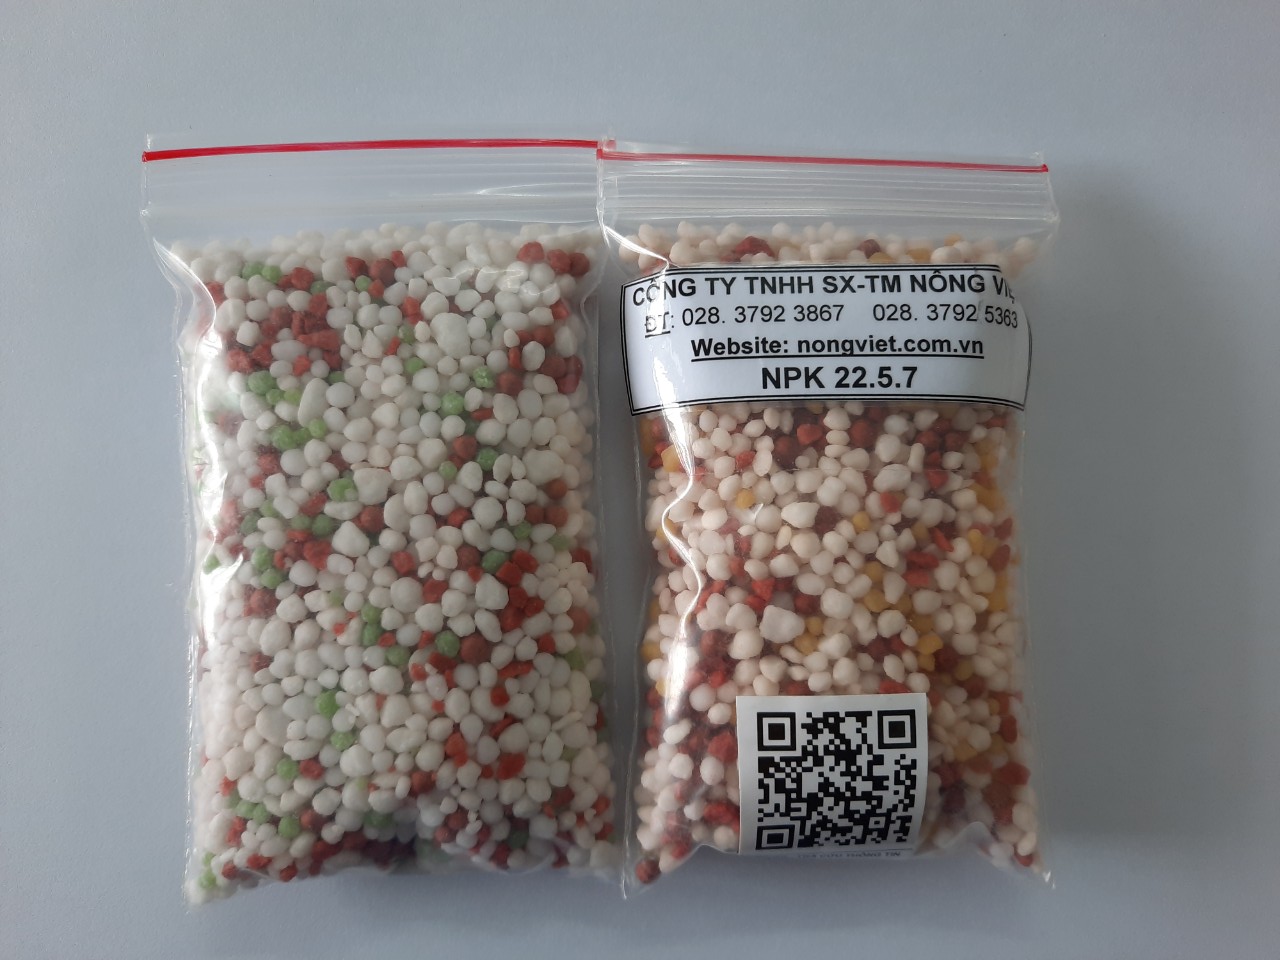 CÔNG TY TNHH SX-TM NÔNG
ĐT: 028. 3792 3867 028. 3792 5363
Website: nongviet.com.vn
NPK 22.5.7